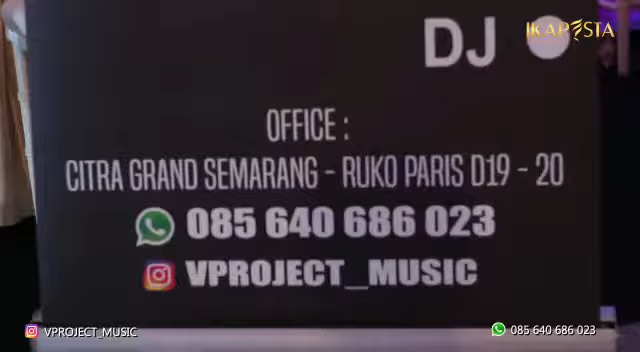 DJ
IKAPESTA
OFFICE :
CITRA GRAND SEMARANG - RUKO PARIS D19 - 20
085 640 686 023
VPROJECT_MUSIC
VPROJECT_MUSIC
085 640 686 023